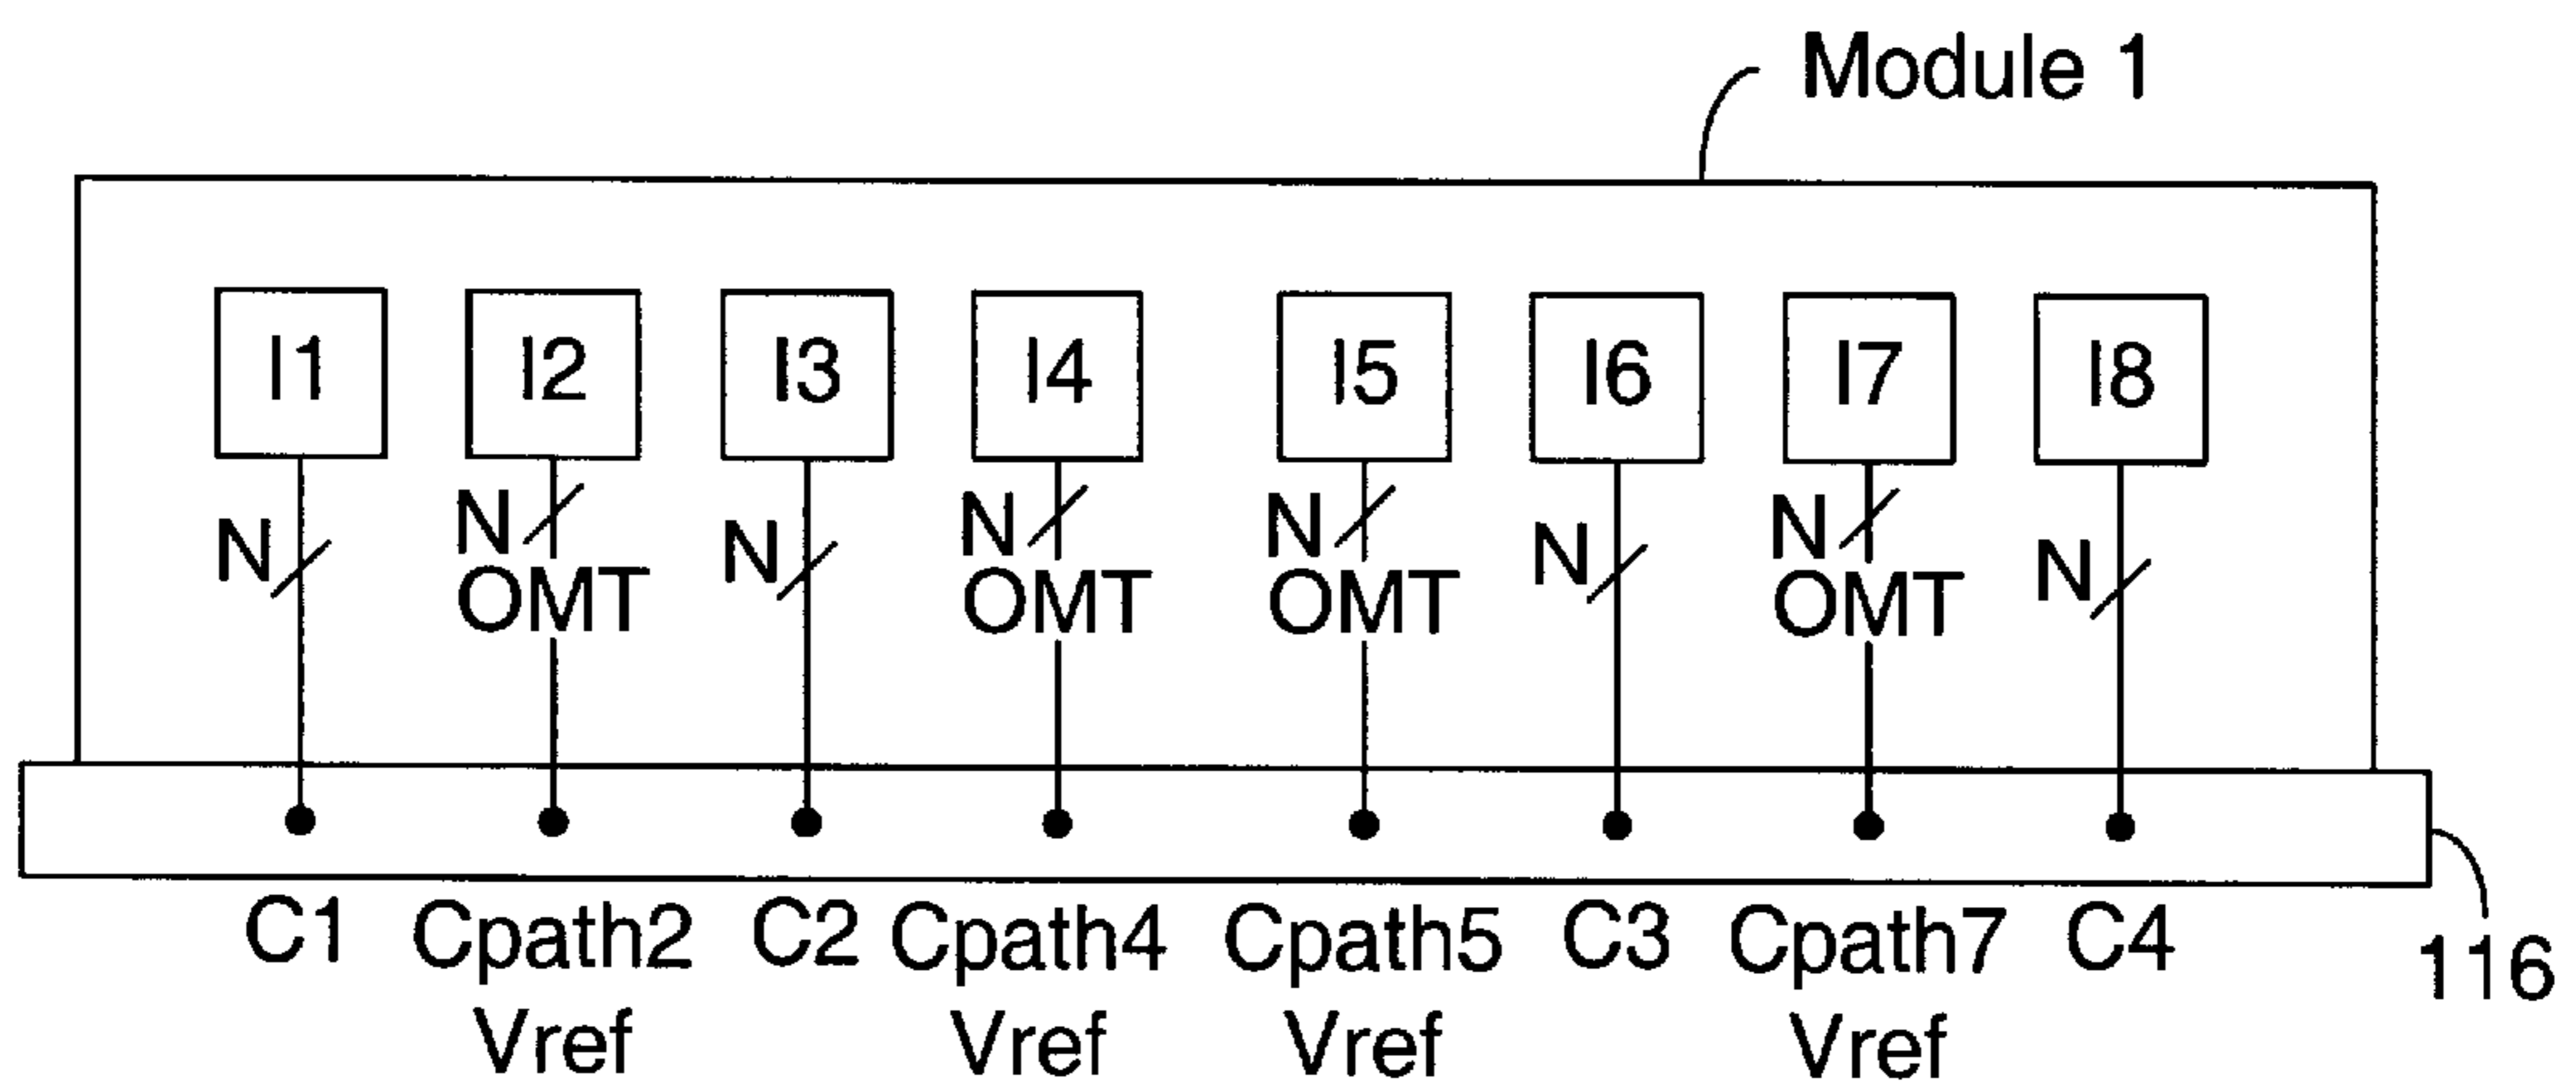 Module 1
I1 I2 I3 I4 I5 I6 I7 I8
N N N N N N N N
OMT OMT OMT OMT
C1 Cpath2 C2 Cpath4 Cpath5 C3 Cpath7 C4
116
Vref Vref Vref Vref